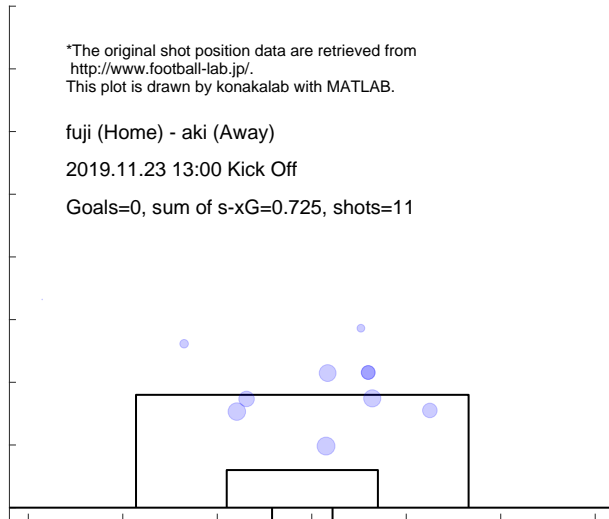 *The original shot position data are retrieved from
http://www.football-lab.jp/.
This plot is drawn by konakalab with MATLAB.
fuji (Home) - aki (Away)
2019.11.23 13:00 Kick Off
Goals=0, sum of s-xG=0.725, shots=11